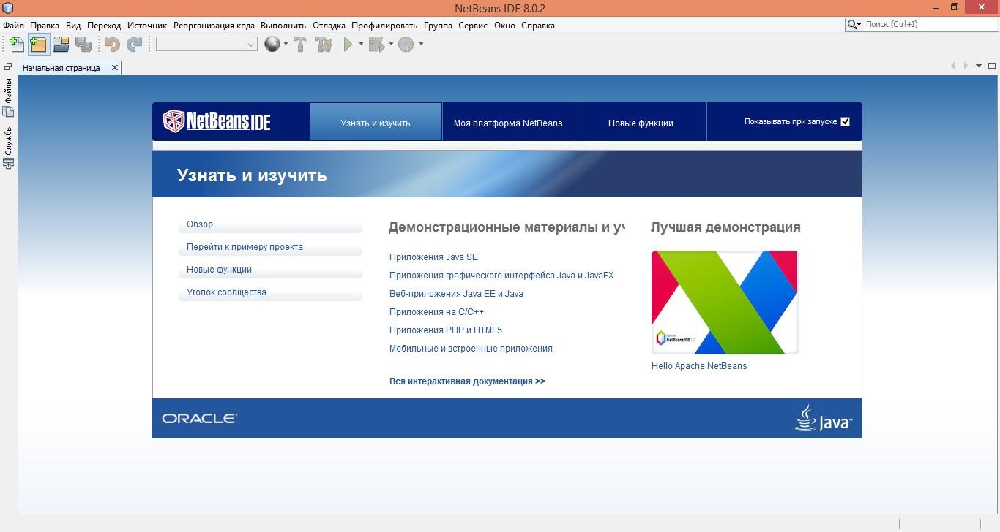 NetBeans IDE 8.0.2
Файл Правка Вид Переход Источник Реорганизация кода Выполнить Отладка Профилировать Группа Сервис Окно Справка
Поиск (Ctrl+I)
Начальная страница
Файлы
Службы
NetBeans IDE
Узнать и изучить
Моя платформа NetBeans
Новые функции
Показывать при запуске
Узнать и изучить
Обзор
Перейти к примеру проекта
Новые функции
Уголок сообщества
Демонстрационные материалы и уч
Приложения Java SE
Приложения графического интерфейса Java и JavaFX
Веб-приложения Java EE и Java
Приложения на C/C++
Приложения PHP и HTML5
Мобильные и встроенные приложения
Вся интерактивная документация >>
Лучшая демонстрация
Apache
NetBeans IDE 9.0
Hello Apache NetBeans
ORACLE
Java